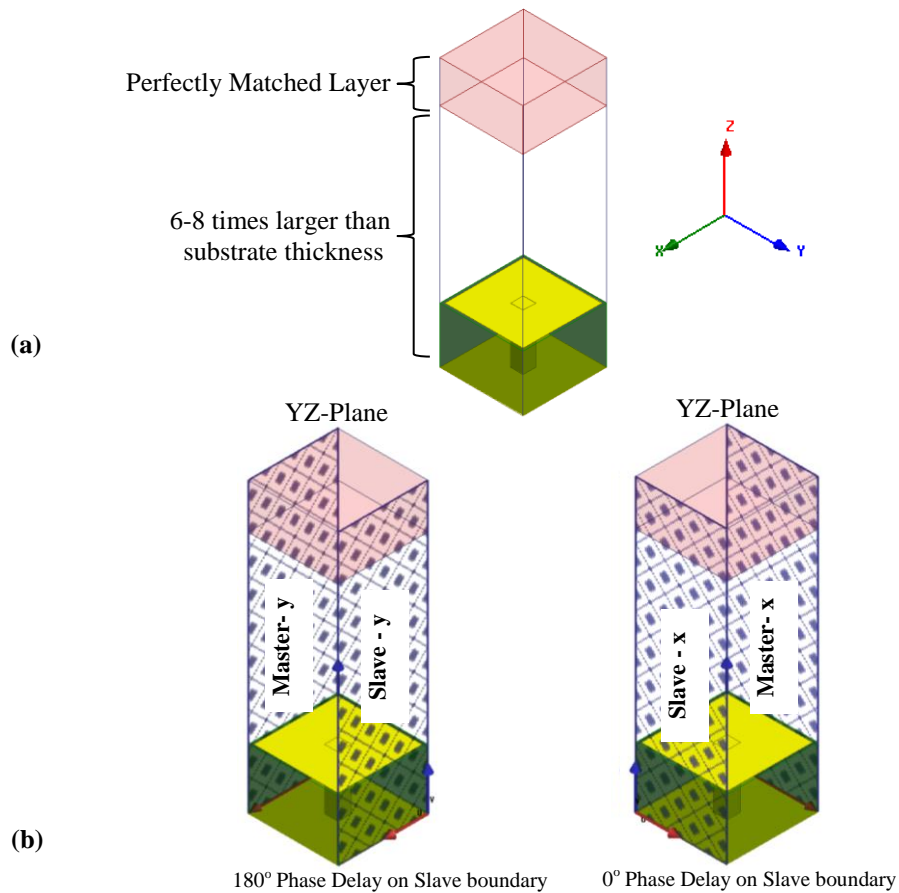 Perfectly Matched Layer
6-8 times larger than
substrate thickness
Z
X
Y
(a)
YZ-Plane
YZ-Plane
Master- y
Slave - y
Slave - x
Master- x
(b)
180° Phase Delay on Slave boundary
0° Phase Delay on Slave boundary